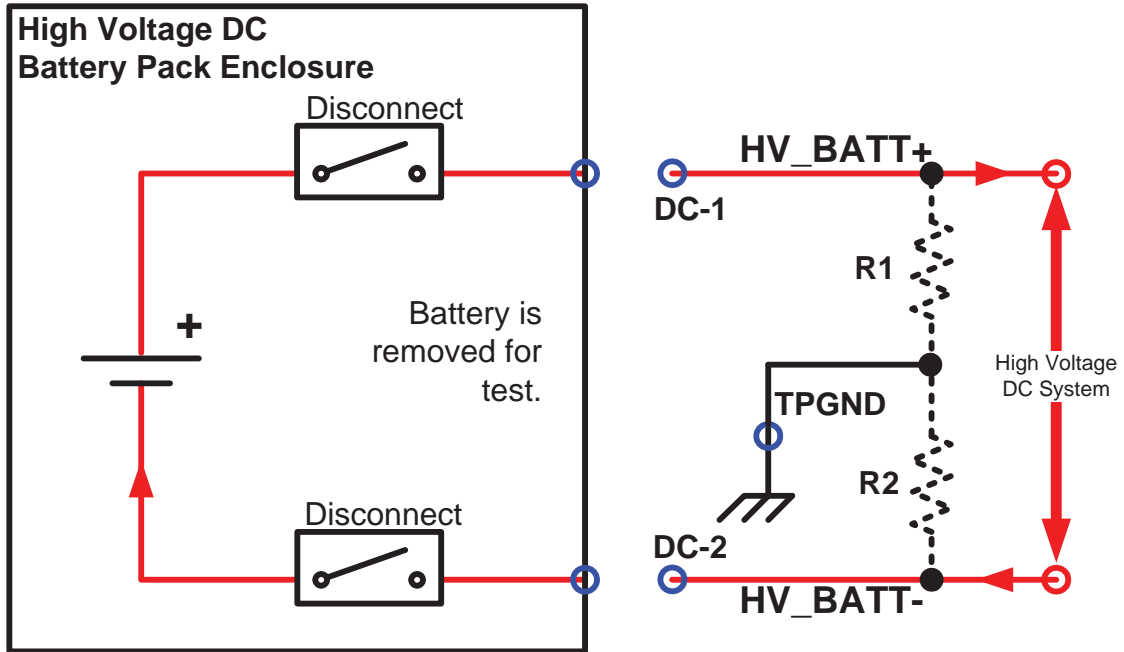 High Voltage DC
Battery Pack Enclosure
Disconnect
HV_BATT+
DC-1
R1
+
Battery is
removed for
test.
High Voltage
DC System
TPGND
R2
Disconnect
DC-2
HV_BATT-